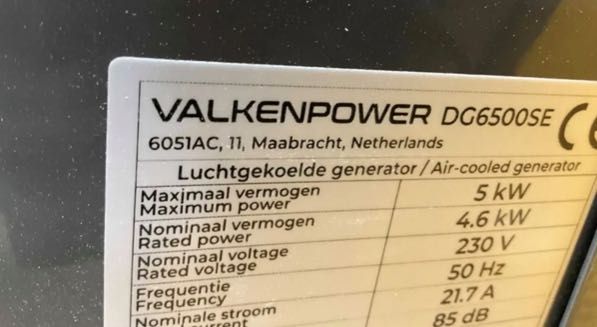 VALKENPOWER DG6500SE CE
6051AC, 11, Maabracht, Netherlands
Luchtgekoelde generator / Air-cooled generator
Maximaal vermogen
Maximum power
5 kW
Nominaal vermogen
Rated power
4.6 kW
Nominaal voltage
Rated voltage
230 V
Frequentie
Frequency
50 Hz
Nominale stroom
21.7 A
85 dB